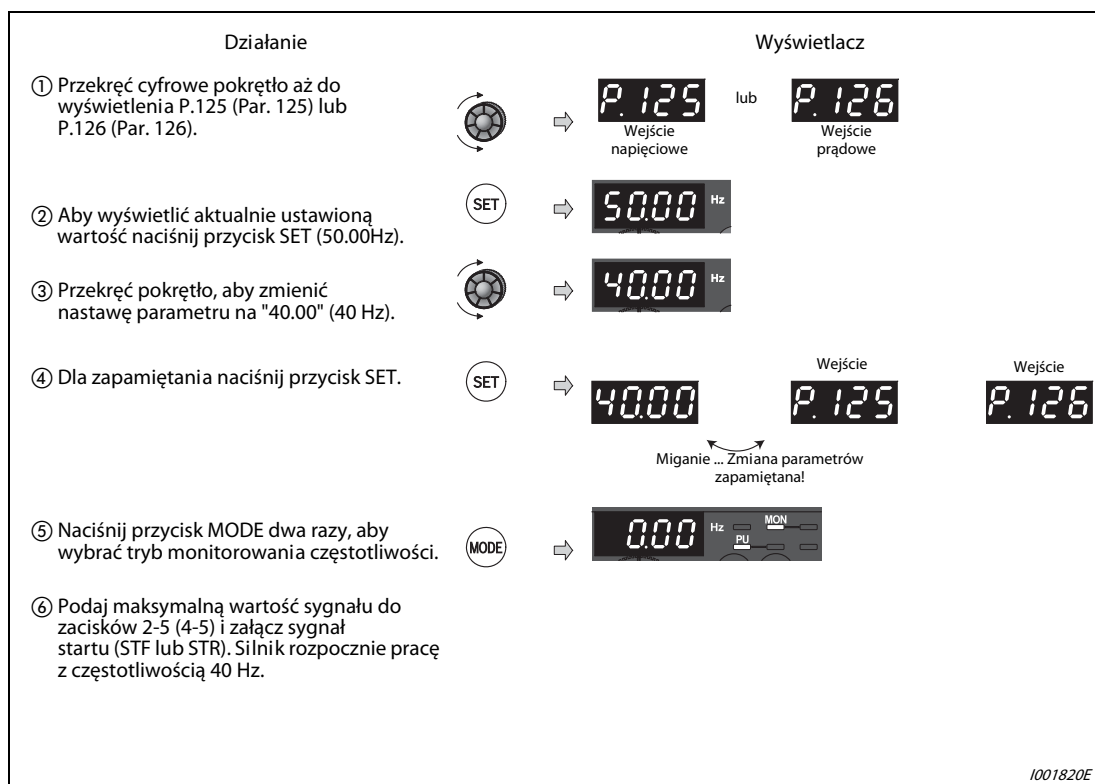 Działanie
Wyświetlacz
① Przekręć cyfrowe pokrętło aż do
wyświetlenia P.125 (Par. 125) lub
P.126 (Par. 126).
P.125
lub
P.126
Wejście
napięciowe
Wejście
prądowe
② Aby wyświetlić aktualnie ustawioną
wartość naciśnij przycisk SET (50.00Hz).
SET
50.00 Hz
③ Przekręć pokrętło, aby zmienić
nastawę parametru na "40.00" (40 Hz).
40.00 Hz
④ Dla zapamiętania naciśnij przycisk SET.
SET
Wejście
Wejście
40.00
P.125
P.126
Miganie ... Zmiana parametrów
zapamiętana!
⑤ Naciśnij przycisk MODE dwa razy, aby
wybrać tryb monitorowania częstotliwości.
MODE
0.00 Hz
MON
PU
⑥ Podaj maksymalną wartość sygnału do
zacisków 2-5 (4-5) i załącz sygnał
startu (STF lub STR). Silnik rozpocznie pracę
z częstotliwością 40 Hz.
I001820E